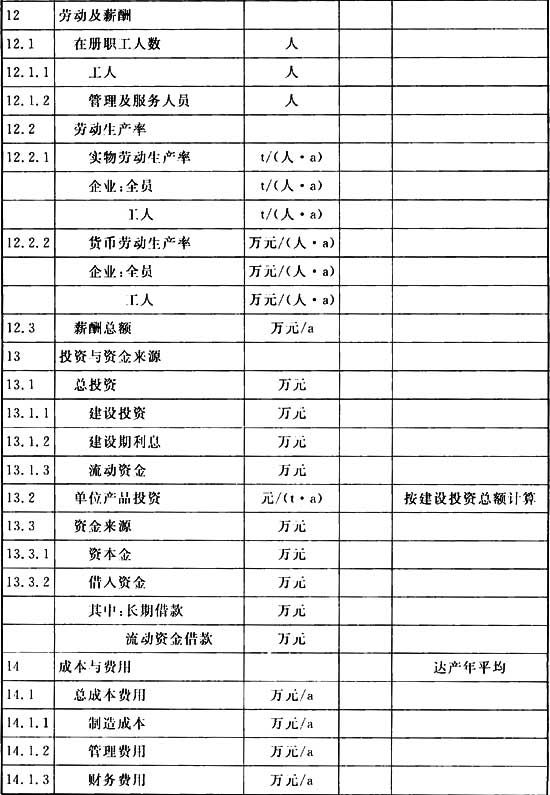 12 劳动及薪酬
12.1 在册职工人数 人
12.1.1 工人 人
12.1.2 管理及服务人员 人
12.2 劳动生产率
12.2.1 实物劳动生产率 t/(人·a)
企业:全员 t/(人·a)
工人 t/(人·a)
12.2.2 货币劳动生产率 万元/(人·a)
企业:全员 万元/(人·a)
工人 万元/(人·a)
12.3 薪酬总额 万元/a
13 投资与资金来源
13.1 总投资 万元
13.1.1 建设投资 万元
13.1.2 建设期利息 万元
13.1.3 流动资金 万元
13.2 单位产品投资 元/(t·a) 按建设投资总额计算
13.3 资金来源 万元
13.3.1 资本金 万元
13.3.2 借入资金 万元
其中:长期借款 万元
流动资金借款 万元
14 成本与费用 达产年平均
14.1 总成本费用 万元/a
14.1.1 制造成本 万元/a
14.1.2 管理费用 万元/a
14.1.3 财务费用 万元/a